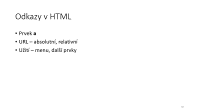 Odkazy v HTML
• Prvek a
• URL – absolutní, relativní
• Užití – menu, další prvky